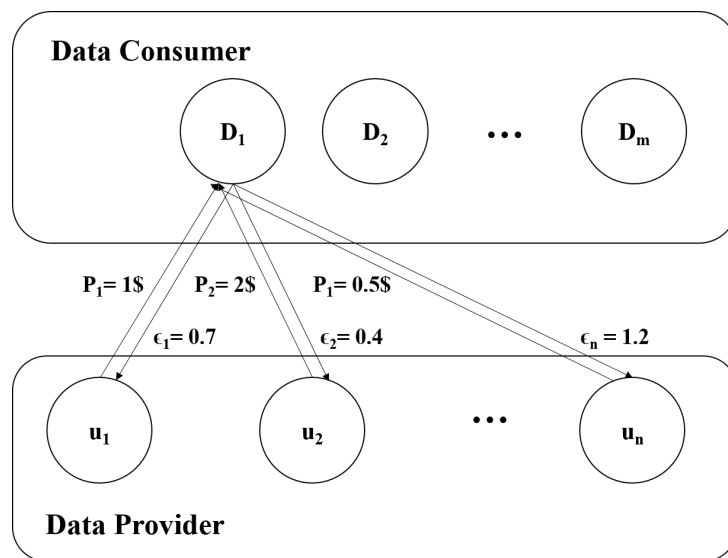 Data Consumer
D₁ D₂ ... Dₘ
P₁= 1$ P₂= 2$ P₁= 0.5$
ϵ₁= 0.7 ϵ₂= 0.4 ϵₙ = 1.2
u₁ u₂ ... uₙ
Data Provider